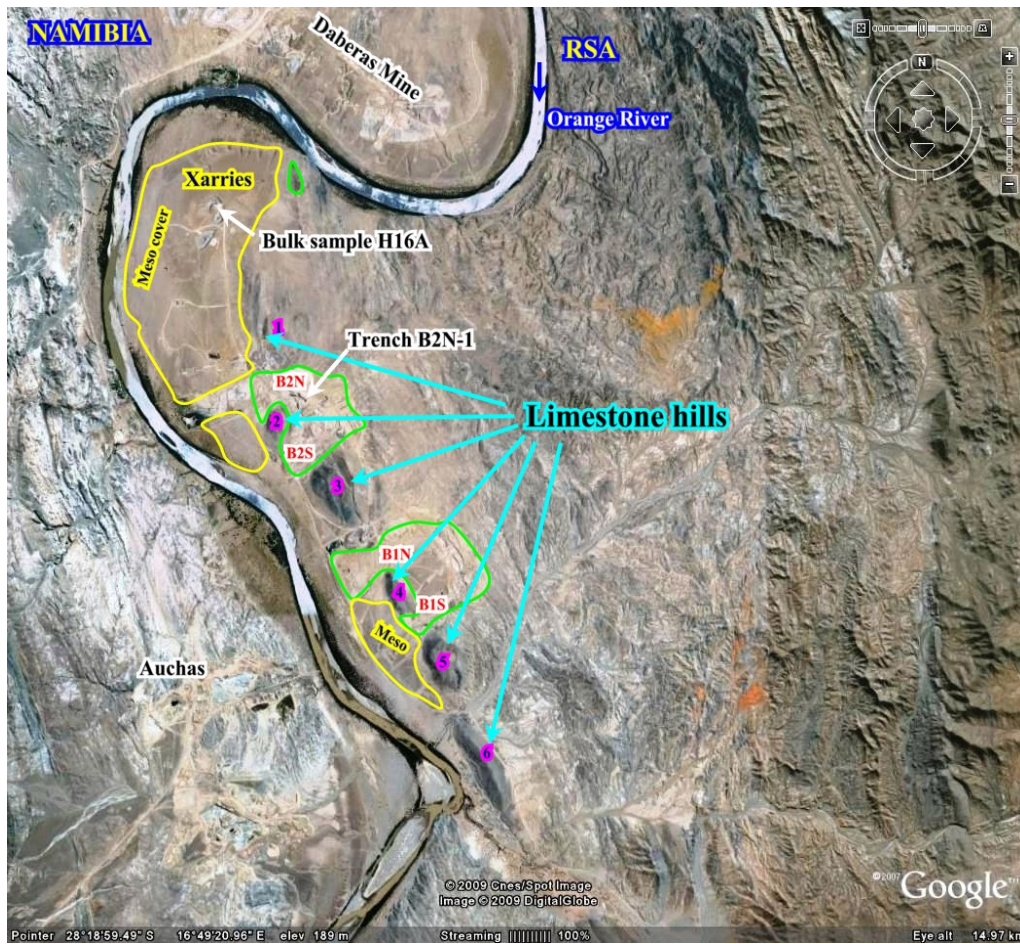 NAMIBIA
Daberas Mine
RSA
N
Orange River
Xarries
Meso cover
Bulk sample H16A
1
Trench B2N-1
B2N
Limestone hills
2
B2S
3
B1N
4
B1S
Meso
5
Auchas
6
© 2009 Cnes/Spot Image
Image © 2009 DigitalGlobe
©2007 Google™
Pointer 28°18'59.49" S 16°49'20.96" E elev 189 m Streaming |||||||||| 100% Eye alt 14.97 km